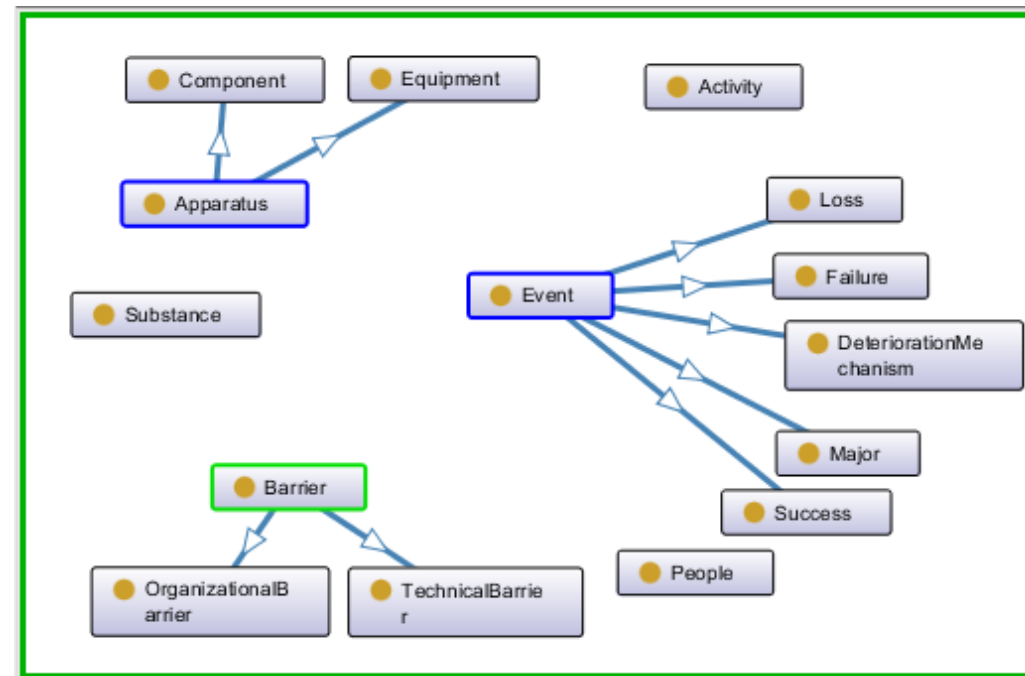 Component
Equipment
Activity
Apparatus
Loss
Failure
Event
Substance
DeteriorationMe
chanism
Major
Barrier
Success
People
OrganizationalB
arrier
TechnicalBarrie
r